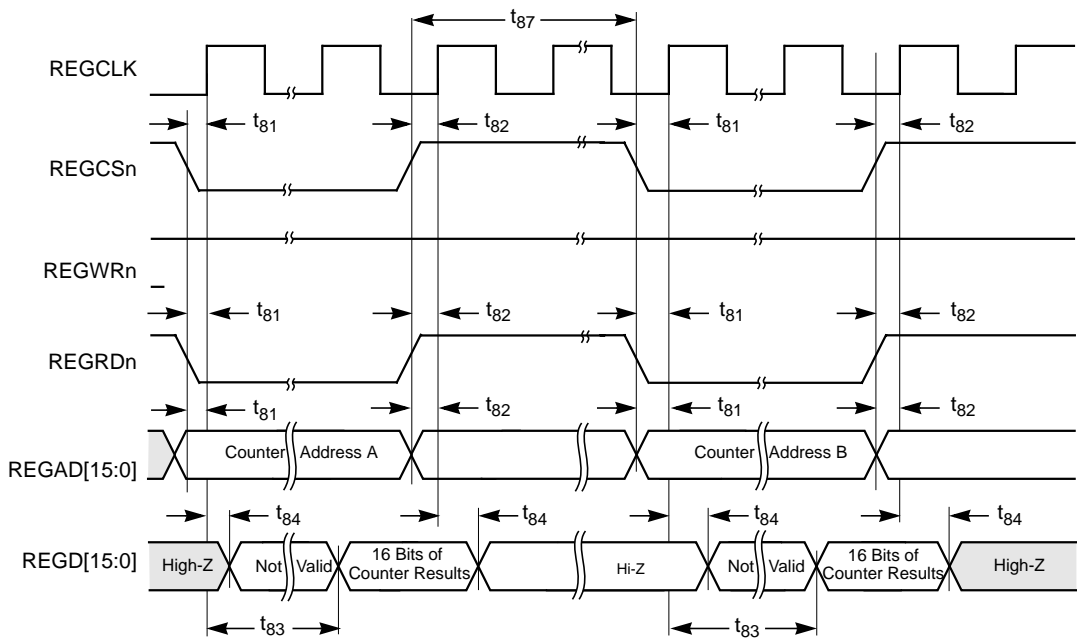 t87
REGCLK
t81 t82 t81 t82
REGCSn
REGWRn
t81 t82 t81 t82
REGRDn
t81 t82 t81 t82
REGAD[15:0] Counter Address A Counter Address B
t84 t84 t84 t84
REGD[15:0] High-Z Not Valid 16 Bits of Counter Results Hi-Z Not Valid 16 Bits of Counter Results High-Z
t83 t83